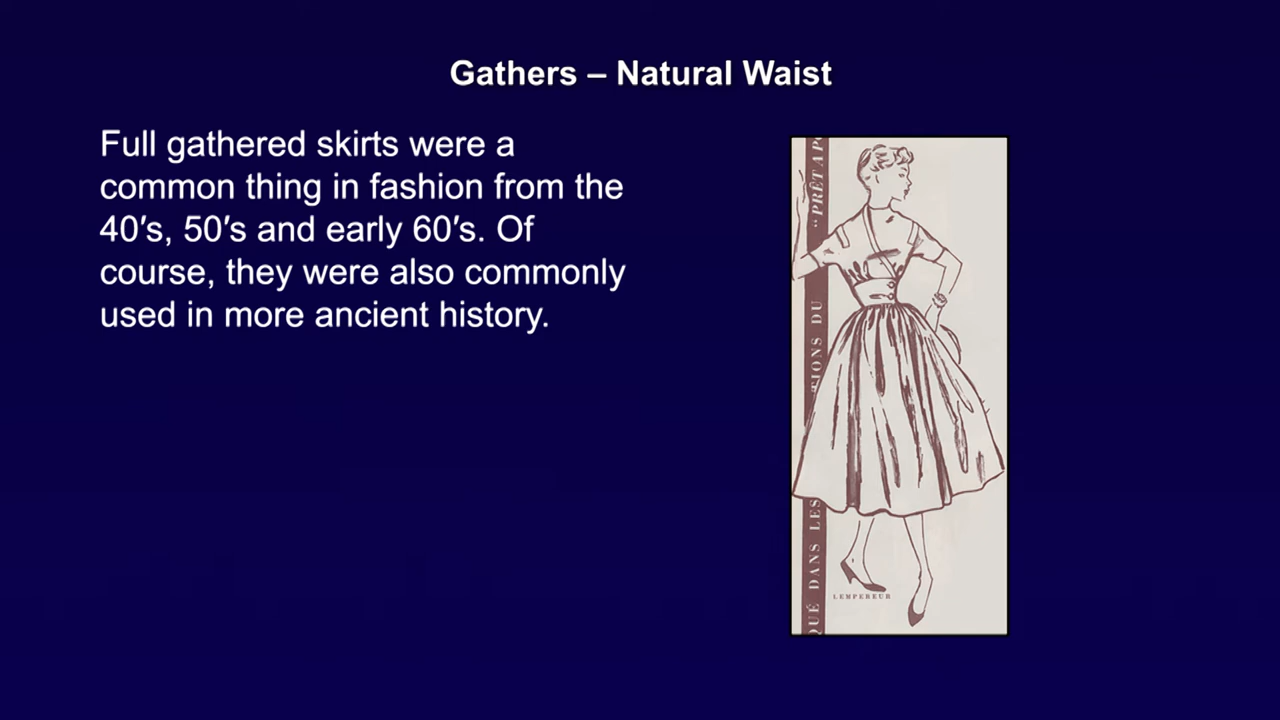 Gathers – Natural Waist
Full gathered skirts were a
common thing in fashion from the
40′s, 50′s and early 60′s. Of
course, they were also commonly
used in more ancient history.
“PRÊT A
TIONS DU
QUÉ DANS LES
LEMPEREUR